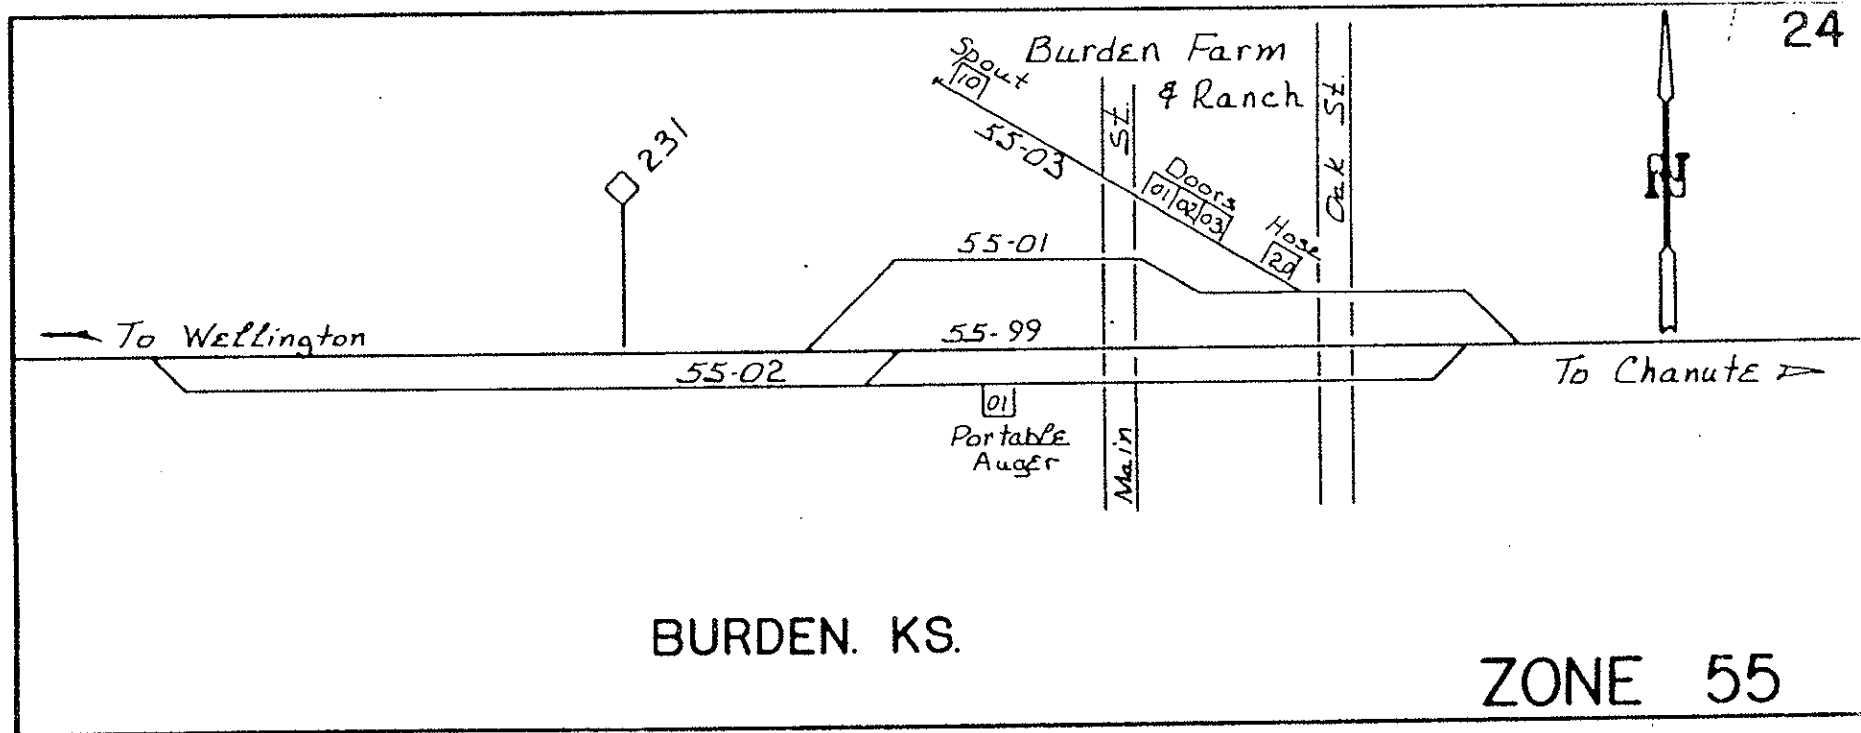 24
Burden Farm
& Ranch
Spout
10
55-03
231
St.
Oak St.
Doors
01 02 03
Hose
20
N
55-01
To Wellington
55-99
55-02
To Chanute
01
Portable
Auger
Main
BURDEN. KS.
ZONE 55